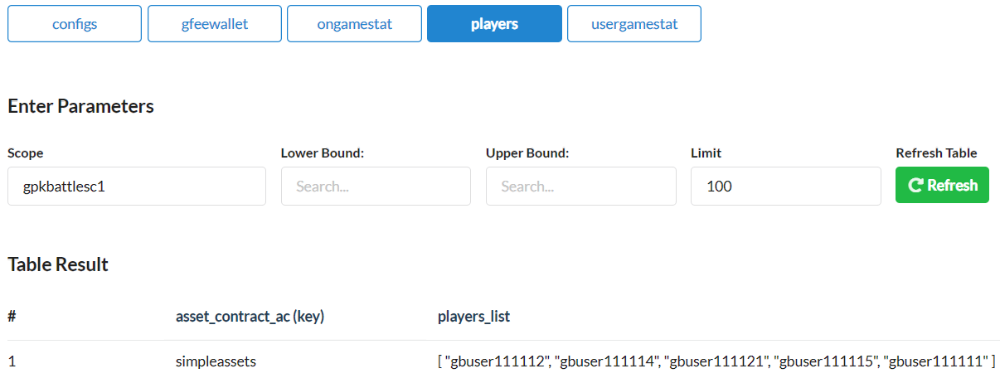 configs gfeewallet ongamestat players usergamestat
Enter Parameters
Scope Lower Bound: Upper Bound: Limit Refresh Table
gpkbattlesc1 Search... Search... 100 Refresh
Table Result
# asset_contract_ac (key) players_list
1 simpleassets [ "gbuser111112", "gbuser111114", "gbuser111121", "gbuser111115", "gbuser111111" ]